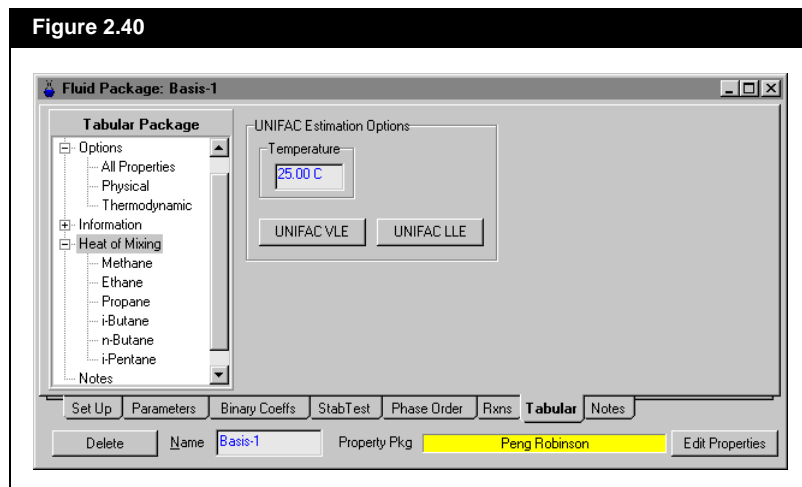 Figure 2.40
Fluid Package: Basis-1
Tabular Package
Options
All Properties
Physical
Thermodynamic
Information
Heat of Mixing
Methane
Ethane
Propane
i-Butane
n-Butane
i-Pentane
Notes
UNIFAC Estimation Options
Temperature
25.00 C
UNIFAC VLE UNIFAC LLE
Set Up Parameters Binary Coeffs StabTest Phase Order Rxns Tabular Notes
Delete Name Basis-1 Property Pkg Peng Robinson Edit Properties